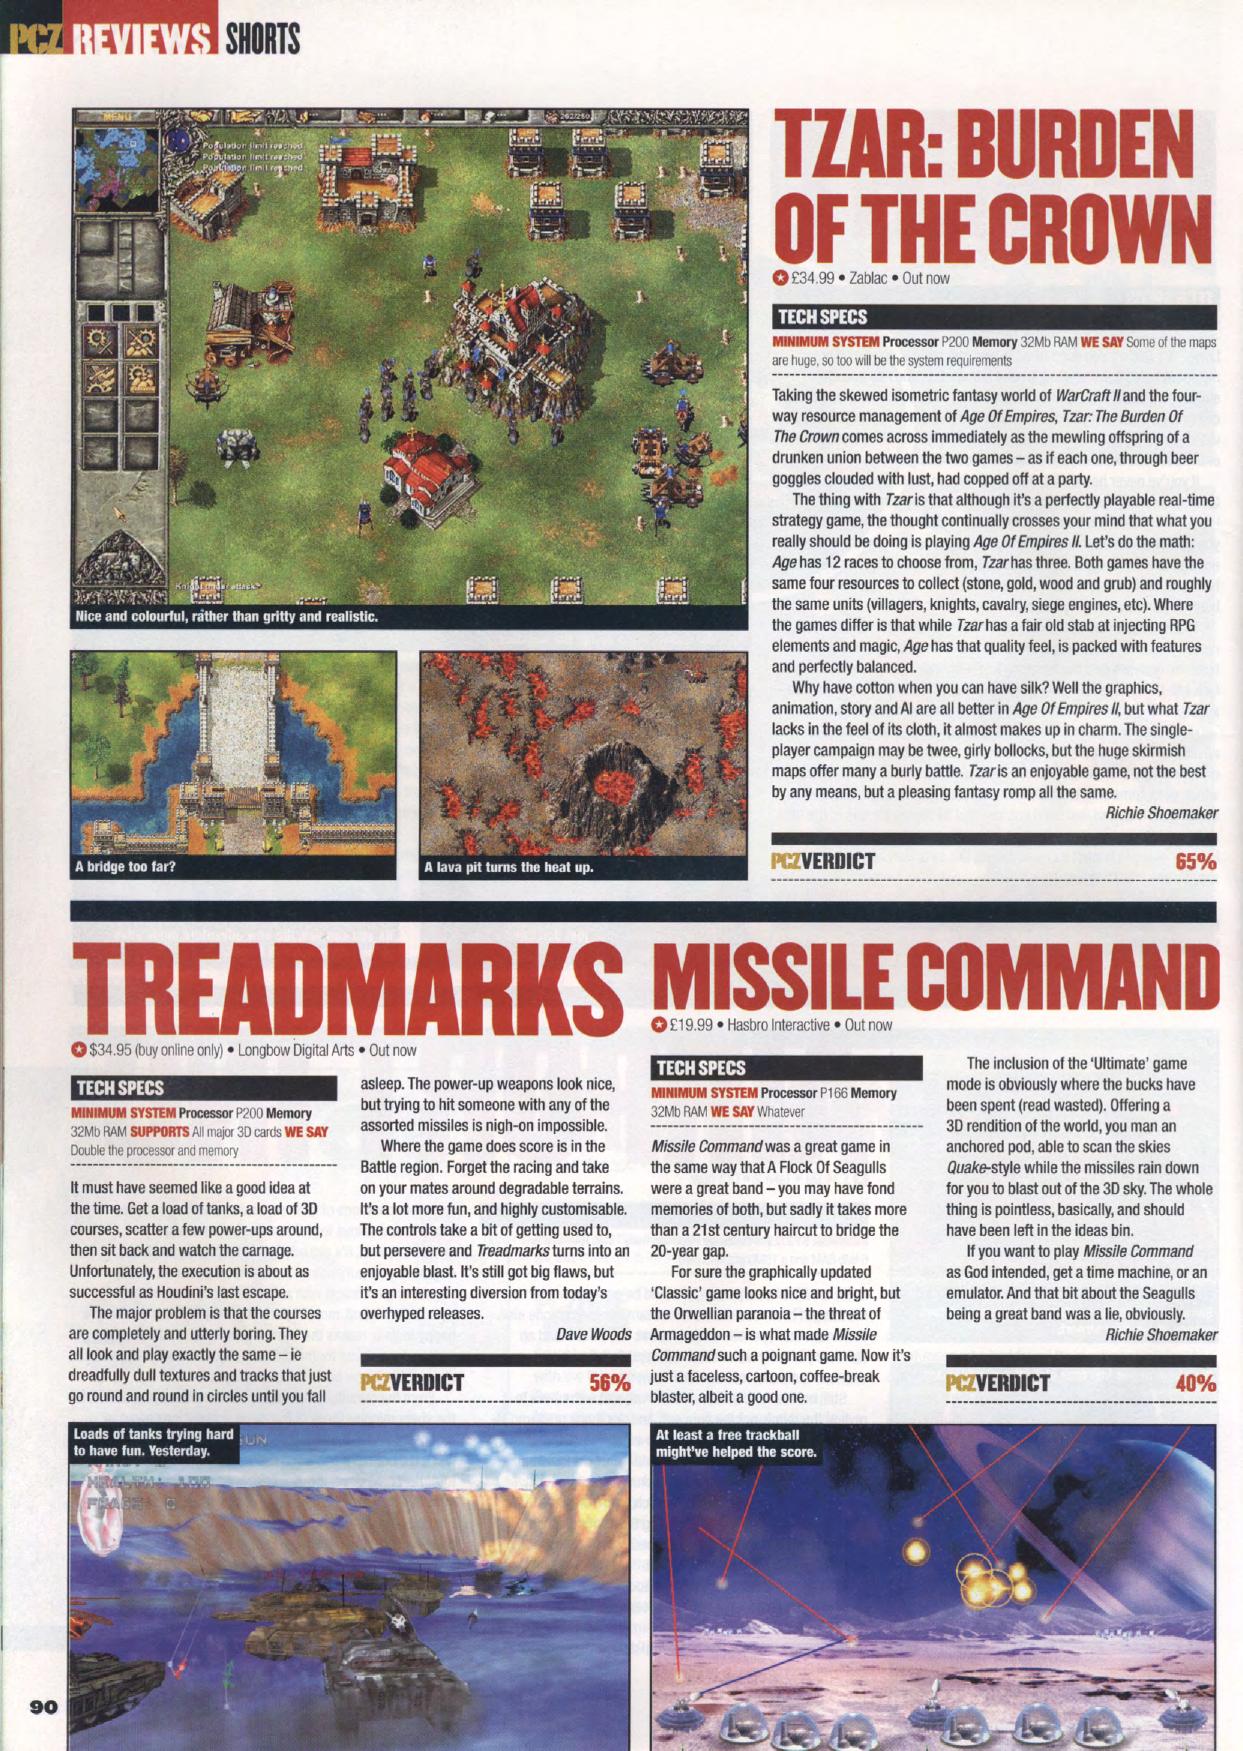 PCZ REVIEWS SHORTS
MENU
262/260
Population limit reached
Population limit reached
Population limit reached
Nice and colourful, rather than gritty and realistic.
A bridge too far?
A lava pit turns the heat up.
TZAR: BURDEN
OF THE CROWN
£34.99 • Zablac • Out now
TECH SPECS
MINIMUM SYSTEM Processor P200 Memory 32Mb RAM WE SAY Some of the maps
are huge, so too will be the system requirements
Taking the skewed isometric fantasy world of WarCraft II and the four-
way resource management of Age Of Empires, Tzar: The Burden Of
The Crown comes across immediately as the mewling offspring of a
drunken union between the two games – as if each one, through beer
goggles clouded with lust, had copped off at a party.
The thing with Tzar is that although it's a perfectly playable real-time
strategy game, the thought continually crosses your mind that what you
really should be doing is playing Age Of Empires II. Let's do the math:
Age has 12 races to choose from, Tzar has three. Both games have the
same four resources to collect (stone, gold, wood and grub) and roughly
the same units (villagers, knights, cavalry, siege engines, etc). Where
the games differ is that while Tzar has a fair old stab at injecting RPG
elements and magic, Age has that quality feel, is packed with features
and perfectly balanced.
Why have cotton when you can have silk? Well the graphics,
animation, story and AI are all better in Age Of Empires II, but what Tzar
lacks in the feel of its cloth, it almost makes up in charm. The single-
player campaign may be twee, girly bollocks, but the huge skirmish
maps offer many a burly battle. Tzar is an enjoyable game, not the best
by any means, but a pleasing fantasy romp all the same.
Richie Shoemaker
PCZVERDICT 65%
TREADMARKS
$34.95 (buy online only) • Longbow Digital Arts • Out now
TECH SPECS
MINIMUM SYSTEM Processor P200 Memory
32Mb RAM SUPPORTS All major 3D cards WE SAY
Double the processor and memory
It must have seemed like a good idea at
the time. Get a load of tanks, a load of 3D
courses, scatter a few power-ups around,
then sit back and watch the carnage.
Unfortunately, the execution is about as
successful as Houdini's last escape.
The major problem is that the courses
are completely and utterly boring. They
all look and play exactly the same – ie
dreadfully dull textures and tracks that just
go round and round in circles until you fall
asleep. The power-up weapons look nice,
but trying to hit someone with any of the
assorted missiles is nigh-on impossible.
Where the game does score is in the
Battle region. Forget the racing and take
on your mates around degradable terrains.
It's a lot more fun, and highly customisable.
The controls take a bit of getting used to,
but persevere and Treadmarks turns into an
enjoyable blast. It's still got big flaws, but
it's an interesting diversion from today's
overhyped releases.
Dave Woods
PCZVERDICT 56%
Loads of tanks trying hard
to have fun. Yesterday.
MISSILE COMMAND
£19.99 • Hasbro Interactive • Out now
TECH SPECS
MINIMUM SYSTEM Processor P166 Memory
32Mb RAM WE SAY Whatever
Missile Command was a great game in
the same way that A Flock Of Seagulls
were a great band – you may have fond
memories of both, but sadly it takes more
than a 21st century haircut to bridge the
20-year gap.
For sure the graphically updated
'Classic' game looks nice and bright, but
the Orwellian paranoia – the threat of
Armageddon – is what made Missile
Command such a poignant game. Now it's
just a faceless, cartoon, coffee-break
blaster, albeit a good one.
The inclusion of the 'Ultimate' game
mode is obviously where the bucks have
been spent (read wasted). Offering a
3D rendition of the world, you man an
anchored pod, able to scan the skies
Quake-style while the missiles rain down
for you to blast out of the 3D sky. The whole
thing is pointless, basically, and should
have been left in the ideas bin.
If you want to play Missile Command
as God intended, get a time machine, or an
emulator. And that bit about the Seagulls
being a great band was a lie, obviously.
Richie Shoemaker
PCZVERDICT 40%
At least a free trackball
might've helped the score.
90